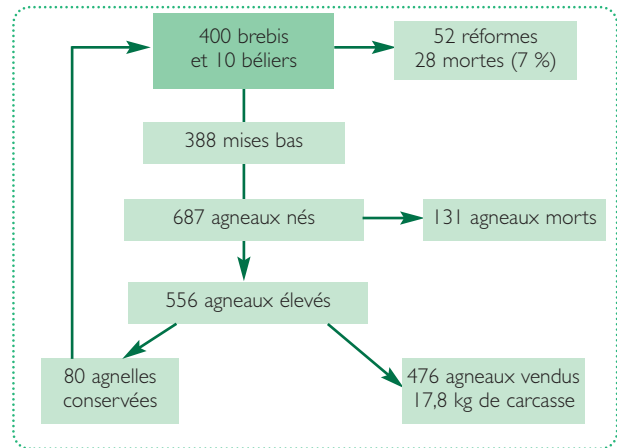 400 brebis
et 10 béliers
52 réformes
28 mortes (7 %)
388 mises bas
687 agneaux nés
131 agneaux morts
556 agneaux élevés
80 agnelles
conservées
476 agneaux vendus
17,8 kg de carcasse